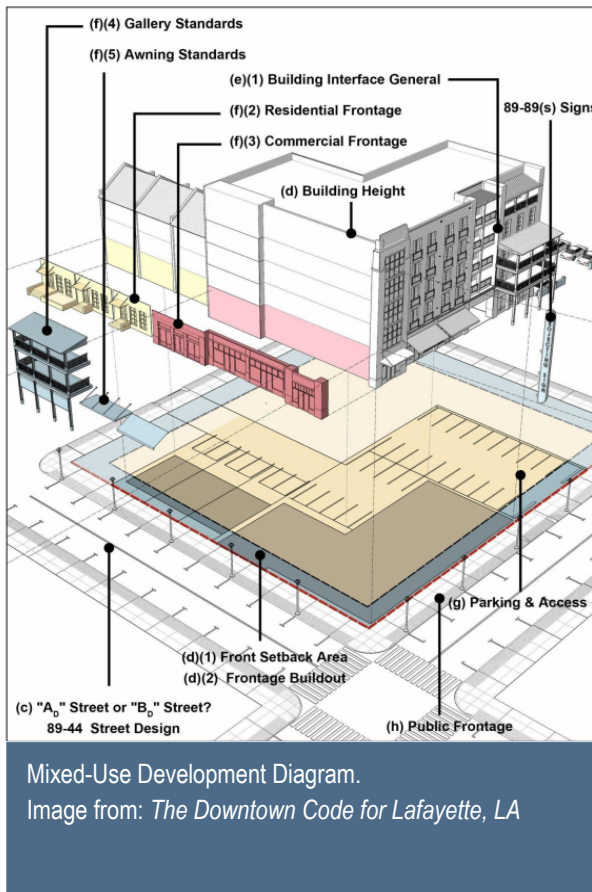 (f)(4) Gallery Standards
(f)(5) Awning Standards
(e)(1) Building Interface General
(f)(2) Residential Frontage
89-89(s) Signs
(f)(3) Commercial Frontage
(d) Building Height
(g) Parking & Access
(d)(1) Front Setback Area
(d)(2) Frontage Buildout
(c) "A_D" Street or "B_D" Street?
89-44 Street Design
(h) Public Frontage
Mixed-Use Development Diagram.
Image from: The Downtown Code for Lafayette, LA